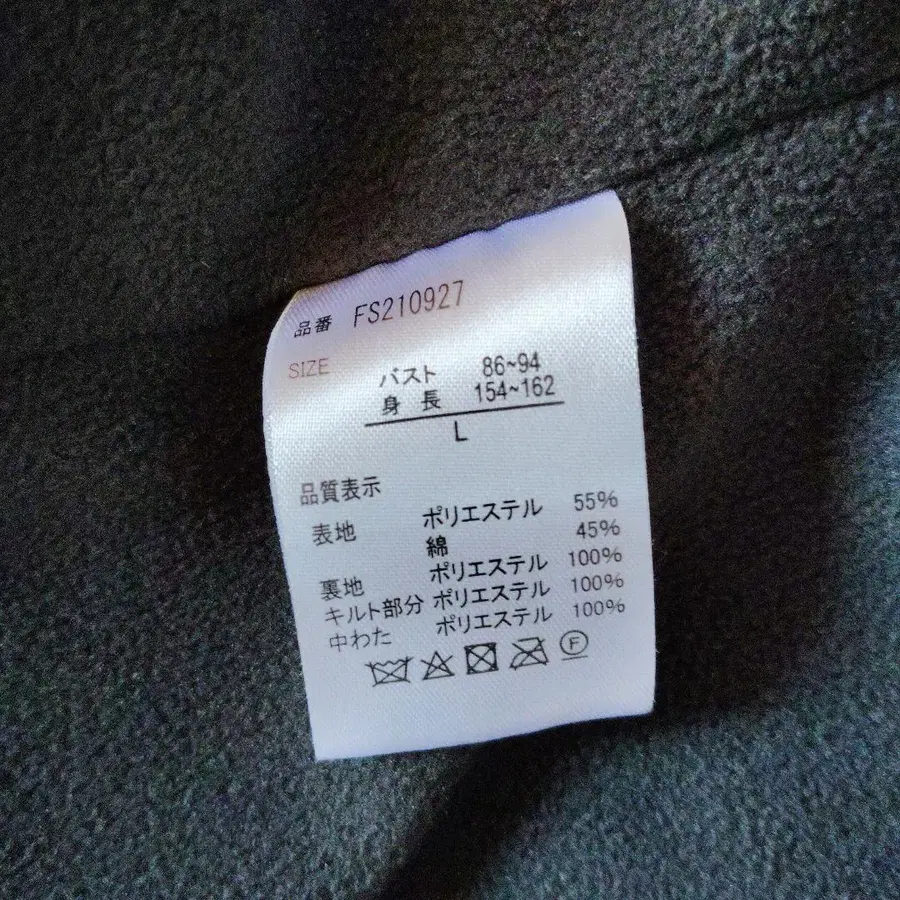 品番 FS210927
SIZE
バスト 86~94
身長 154~162
L
品質表示
表地 ポリエステル 55%
綿 45%
裏地 ポリエステル 100%
キルト部分 ポリエステル 100%
中わた ポリエステル 100%
F